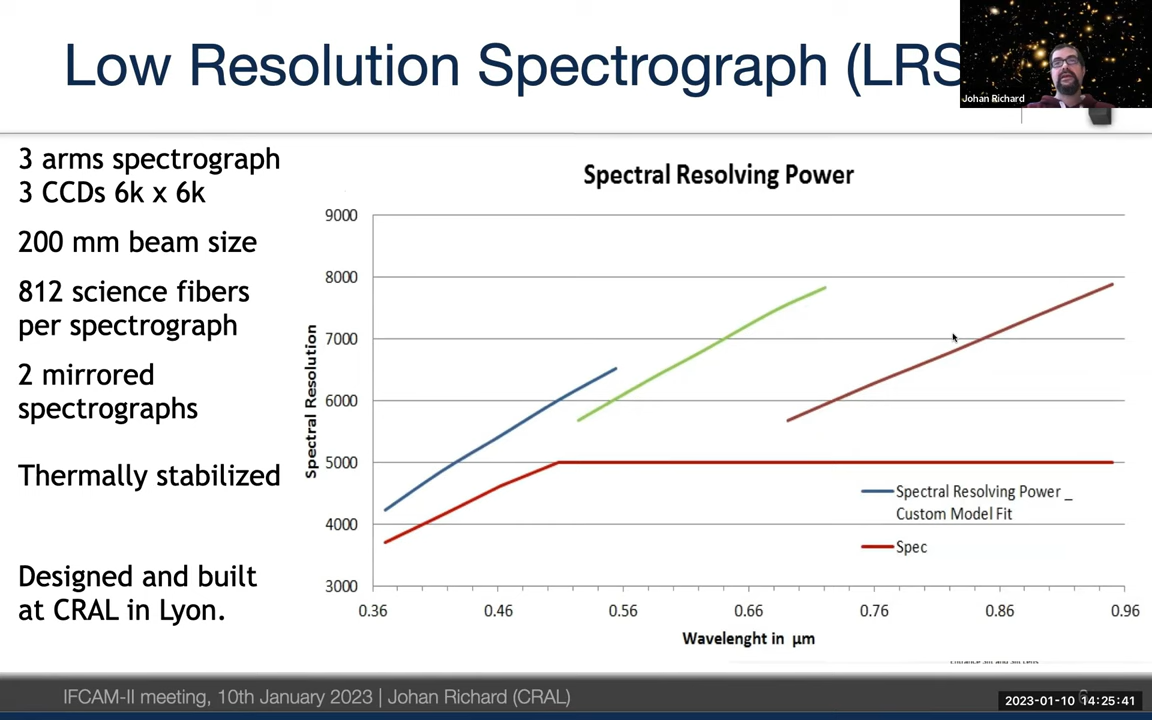 Low Resolution Spectrograph (LRS
Johan Richard
3 arms spectrograph
3 CCDs 6k x 6k
200 mm beam size
812 science fibers
per spectrograph
2 mirrored
spectrographs
Thermally stabilized
Designed and built
at CRAL in Lyon.
Spectral Resolving Power
Spectral Resolution
9000
8000
7000
6000
5000
4000
3000
Spectral Resolving Power _
Custom Model Fit
Spec
0.36 0.46 0.56 0.66 0.76 0.86 0.96
Wavelenght in µm
IFCAM-II meeting, 10th January 2023 | Johan Richard (CRAL)
2023-01-10 14:25:41